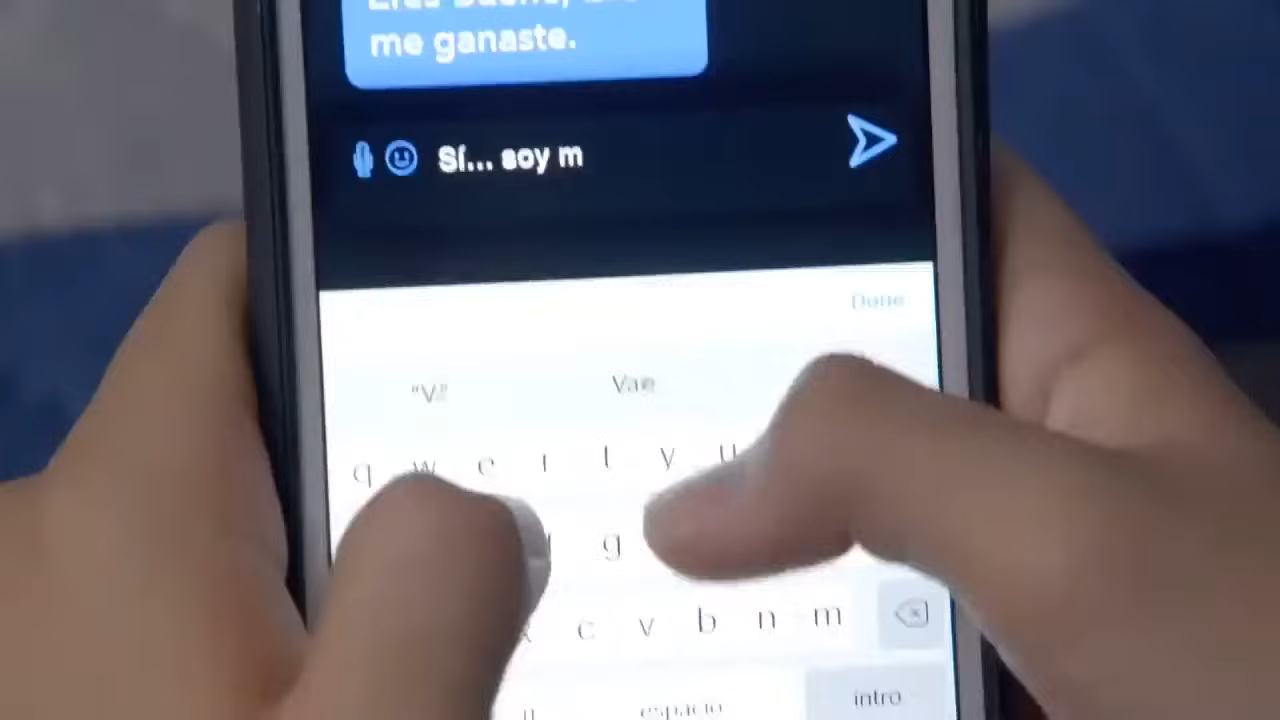 me ganaste.
Sí... soy m
Done
"V"
Vae
q w e r t y u
g
c v b n m
espacio
intro